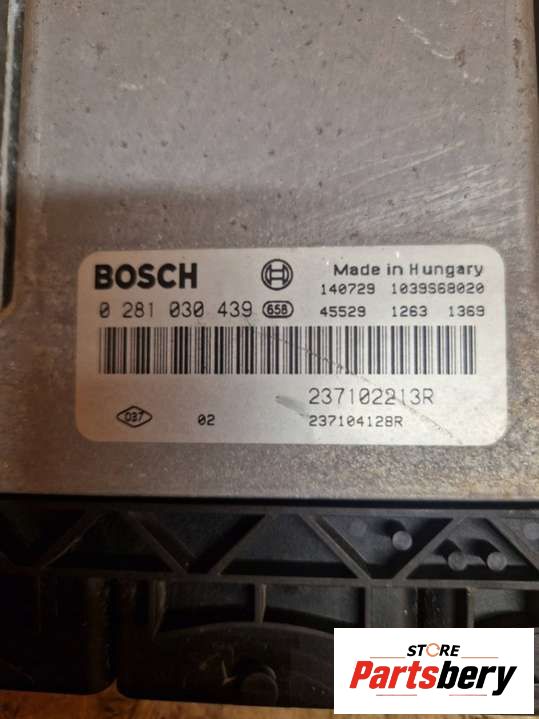 BOSCH
Made in Hungary
140729 1039S68020
0 281 030 439 658 45529 1263 1369
237102213R
D37 02 237104128R
STORE
Partsbery